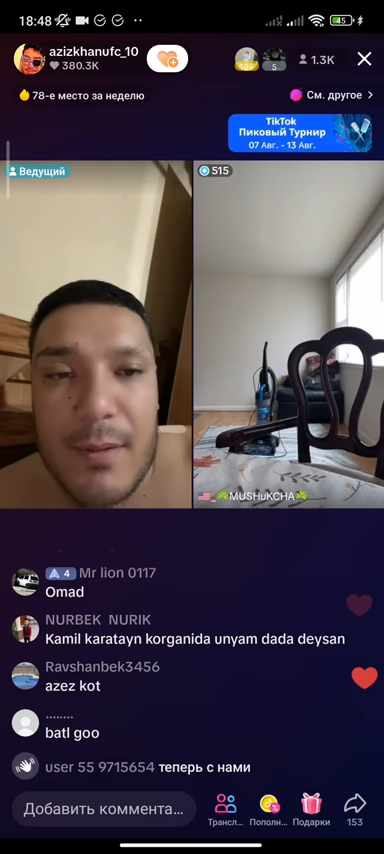 18:48
45
azizkhanufc_10
380.3K
1.3K
78-е место за неделю
См. другое
TikTok
Пиковый Турнир
07 Авг. - 13 Авг.
Ведущий
515
_☘️MUSHuKCHA☘️
4 Mr lion 0117
Omad
NURBEK NURIK
Kamil karatayn korganida unyam dada deysan
Ravshanbek3456
azez kot
........
batl goo
user 55 9715654 теперь с нами
Добавить коммента...
Трансл...
Пополн...
Подарки
153